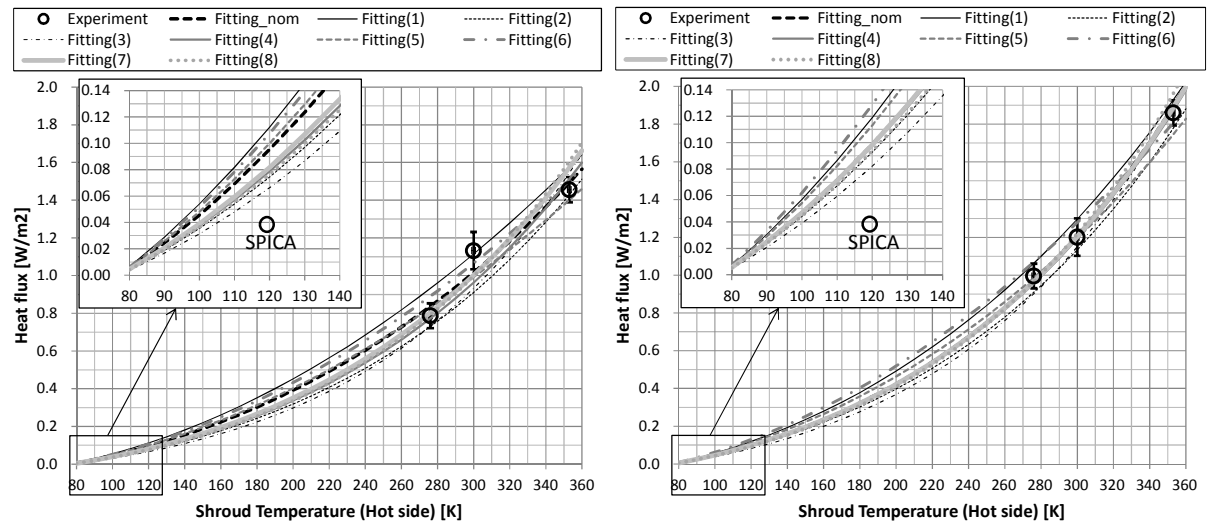 Experiment Fitting_nom Fitting(1) Fitting(2)
Fitting(3) Fitting(4) Fitting(5) Fitting(6)
Fitting(7) Fitting(8)
2.0
1.8
1.6
1.4
1.2
1.0
0.8
0.6
0.4
0.2
0.0
Heat flux [W/m2]
0.14
0.12
0.10
0.08
0.06
0.04
0.02
0.00
SPICA
80 90 100 110 120 130 140
80 100 120 140 160 180 200 220 240 260 280 300 320 340 360
Shroud Temperature (Hot side) [K]
Experiment Fitting_nom Fitting(1) Fitting(2)
Fitting(3) Fitting(4) Fitting(5) Fitting(6)
Fitting(7) Fitting(8)
2.0
1.8
1.6
1.4
1.2
1.0
0.8
0.6
0.4
0.2
0.0
Heat flux [W/m2]
0.14
0.12
0.10
0.08
0.06
0.04
0.02
0.00
SPICA
80 90 100 110 120 130 140
80 100 120 140 160 180 200 220 240 260 280 300 320 340 360
Shroud Temperature (Hot side) [K]